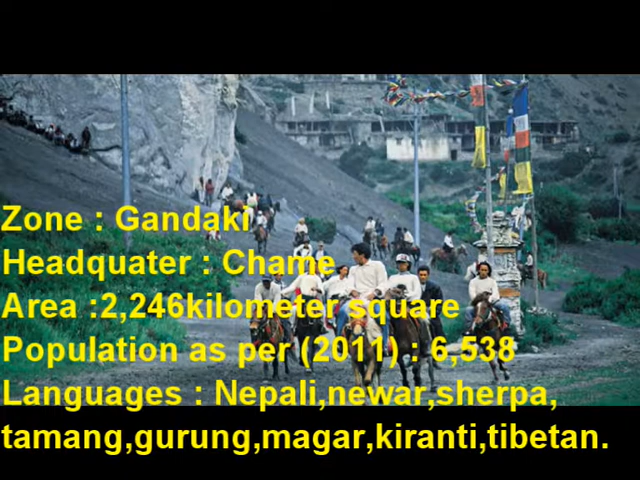 Zone : Gandaki
Headquater : Chame
Area :2,246kilometer square
Population as per (2011) : 6,538
Languages : Nepali,newar,sherpa,
tamang,gurung,magar,kiranti,tibetan.